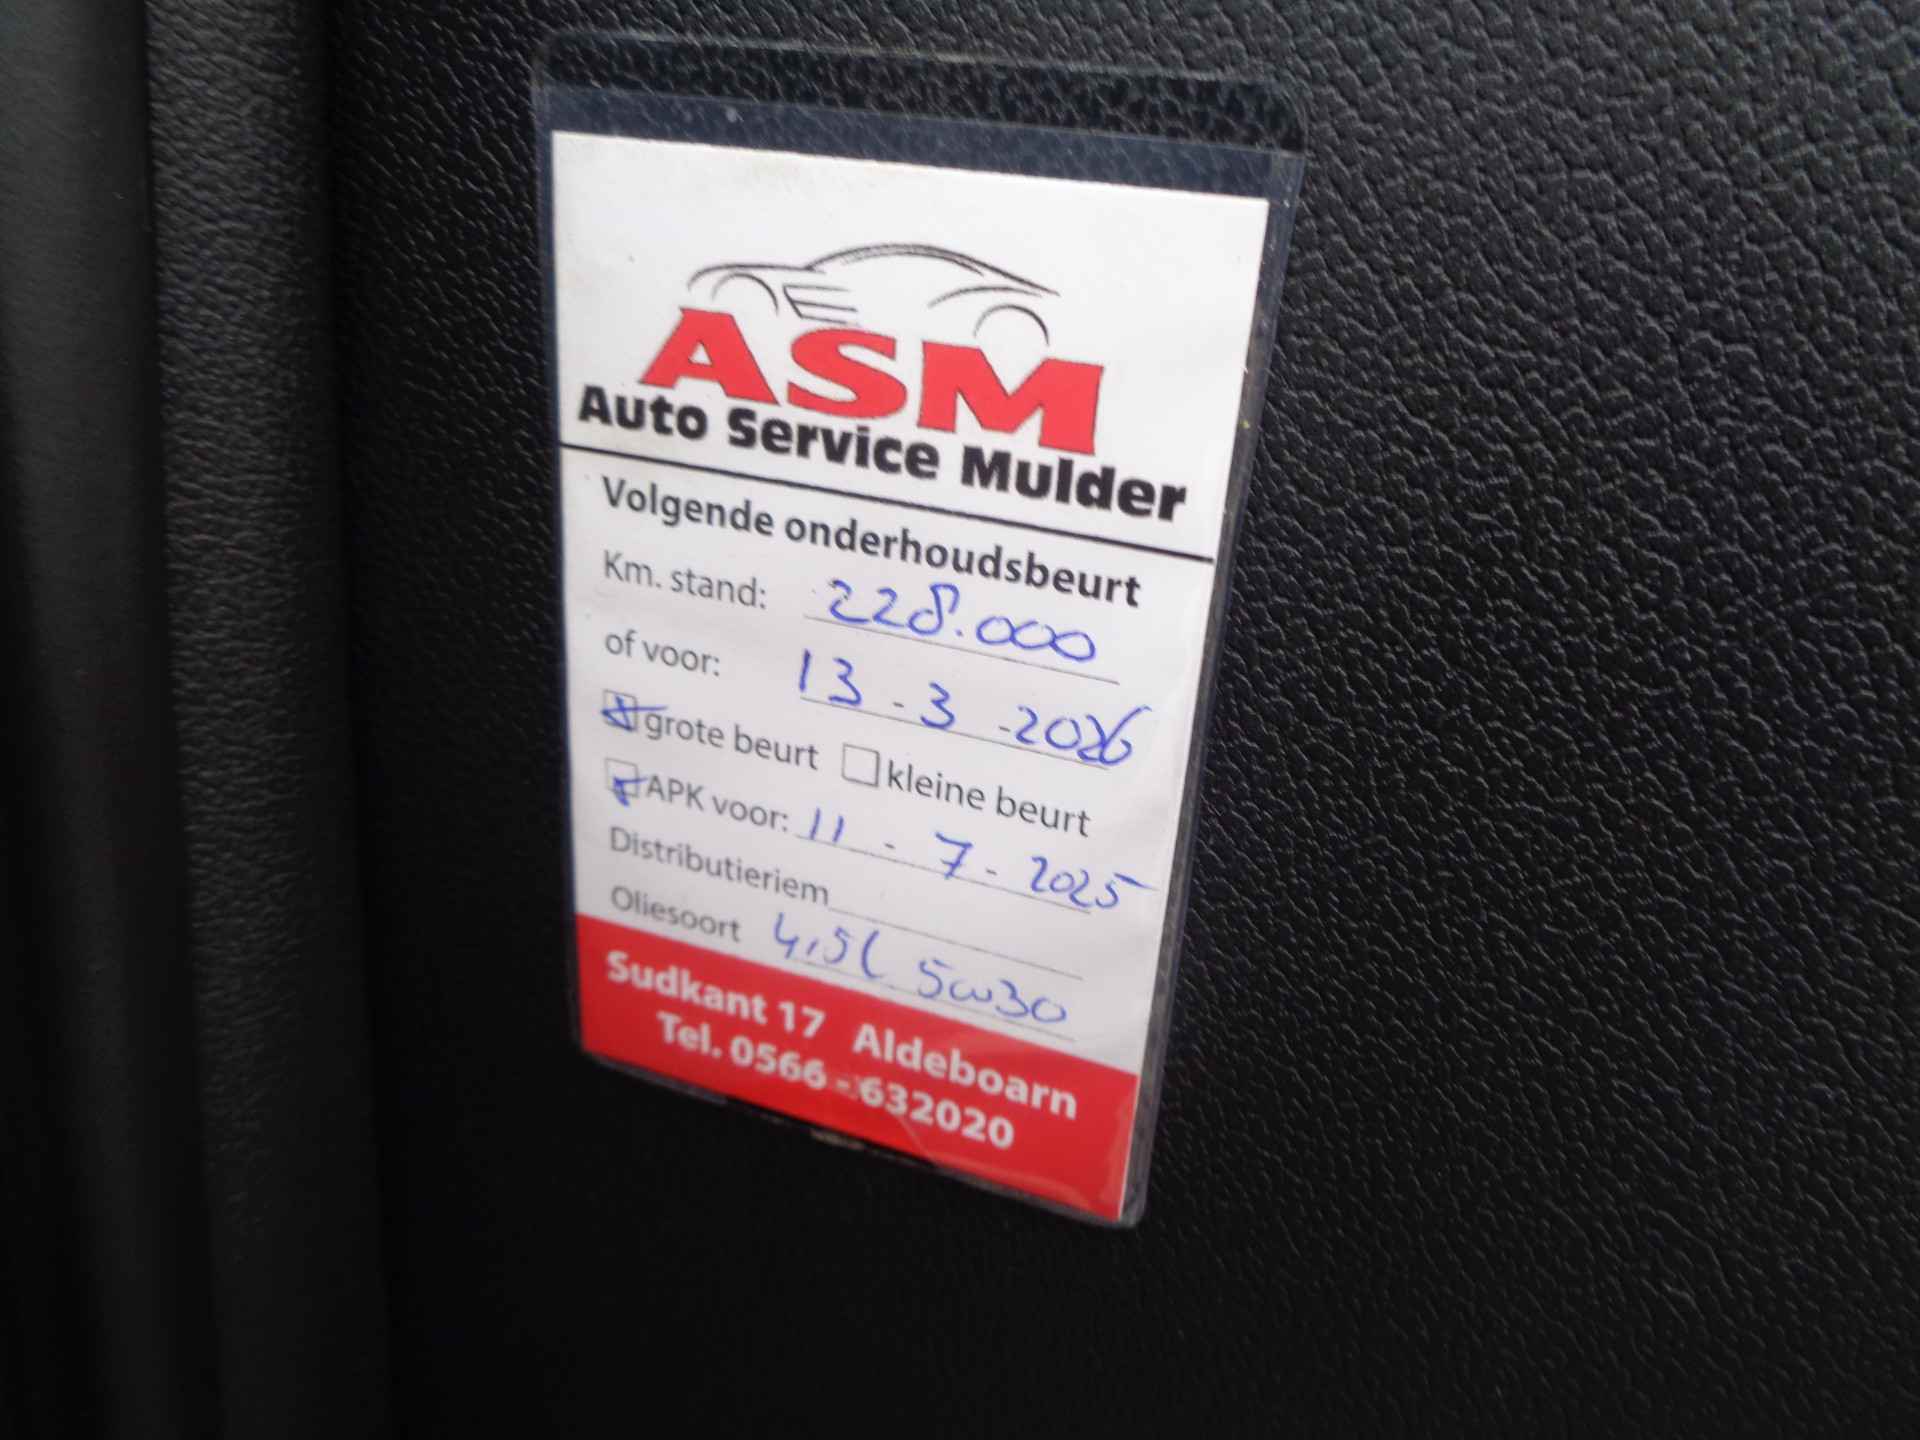 ASM
Auto Service Mulder
Volgende onderhoudsbeurt
Km. stand: 228.000
of voor: 13-3-2026
grote beurt kleine beurt
APK voor: 11-7-2025
Distributieriem
Oliesoort 4,5l 5w30
Sudkant 17 Aldeboarn
Tel. 0566 - 632020